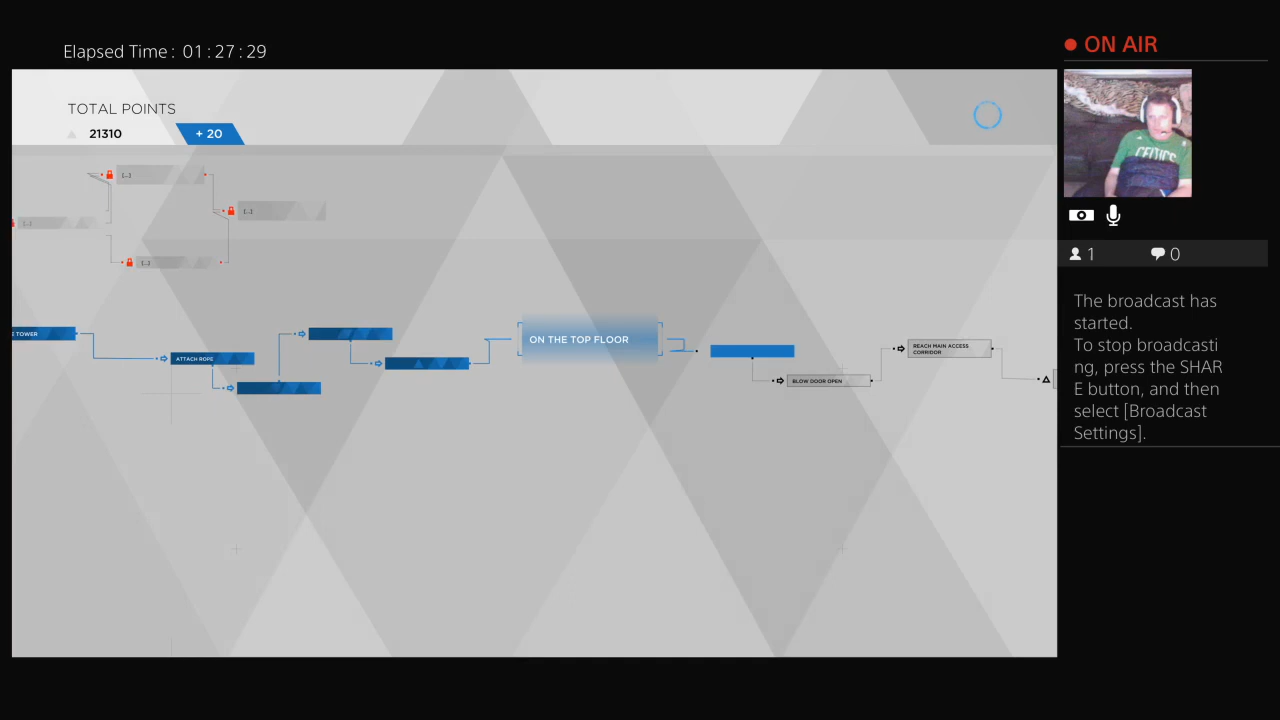 Elapsed Time : 01 : 27 : 29
ON AIR
TOTAL POINTS
21310
+ 20
[...]
[...]
[...]
[...]
CELTICS
1
0
The broadcast has
started.
To stop broadcasti
ng, press the SHAR
E button, and then
select [Broadcast
Settings].
E TOWER
ATTACH ROPE
ON THE TOP FLOOR
BLOW DOOR OPEN
REACH MAIN ACCESS
CORRIDOR